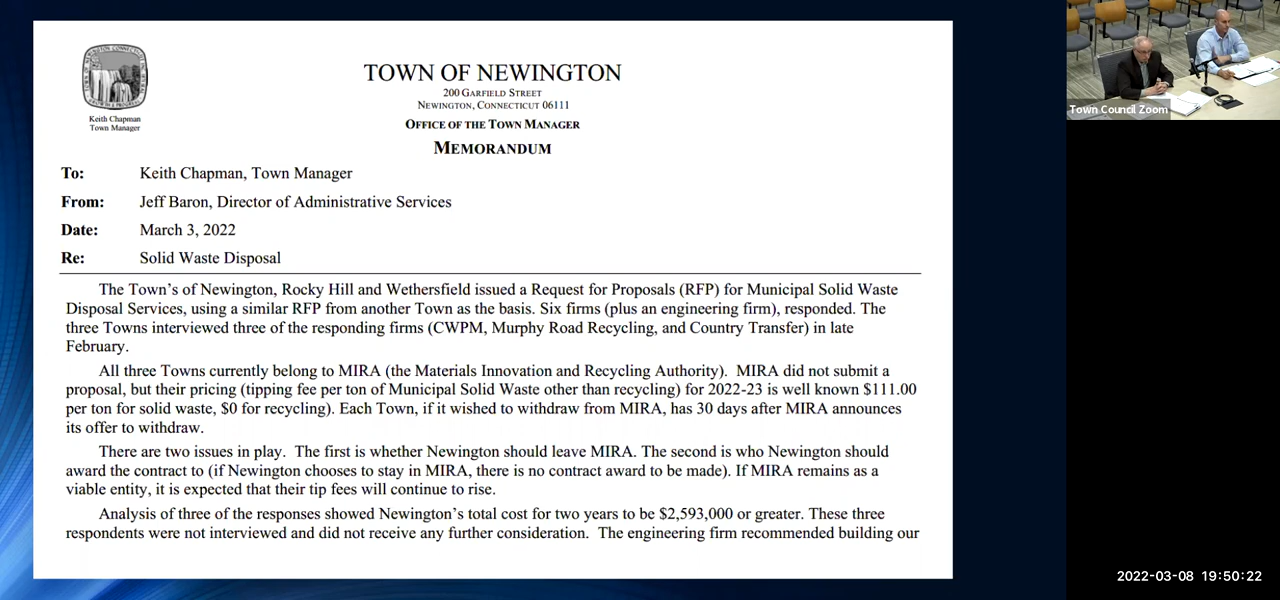 TOWN OF NEWINGTON
200 GARFIELD STREET
NEWINGTON, CONNECTICUT 06111
OFFICE OF THE TOWN MANAGER
MEMORANDUM
Keith Chapman
Town Manager
To: Keith Chapman, Town Manager
From: Jeff Baron, Director of Administrative Services
Date: March 3, 2022
Re: Solid Waste Disposal
The Town's of Newington, Rocky Hill and Wethersfield issued a Request for Proposals (RFP) for Municipal Solid Waste
Disposal Services, using a similar RFP from another Town as the basis. Six firms (plus an engineering firm), responded. The
three Towns interviewed three of the responding firms (CWPM, Murphy Road Recycling, and Country Transfer) in late
February.
All three Towns currently belong to MIRA (the Materials Innovation and Recycling Authority). MIRA did not submit a
proposal, but their pricing (tipping fee per ton of Municipal Solid Waste other than recycling) for 2022-23 is well known $111.00
per ton for solid waste, $0 for recycling). Each Town, if it wished to withdraw from MIRA, has 30 days after MIRA announces
its offer to withdraw.
There are two issues in play. The first is whether Newington should leave MIRA. The second is who Newington should
award the contract to (if Newington chooses to stay in MIRA, there is no contract award to be made). If MIRA remains as a
viable entity, it is expected that their tip fees will continue to rise.
Analysis of three of the responses showed Newington's total cost for two years to be $2,593,000 or greater. These three
respondents were not interviewed and did not receive any further consideration. The engineering firm recommended building our
Town Council Zoom
2022-03-08 19:50:22